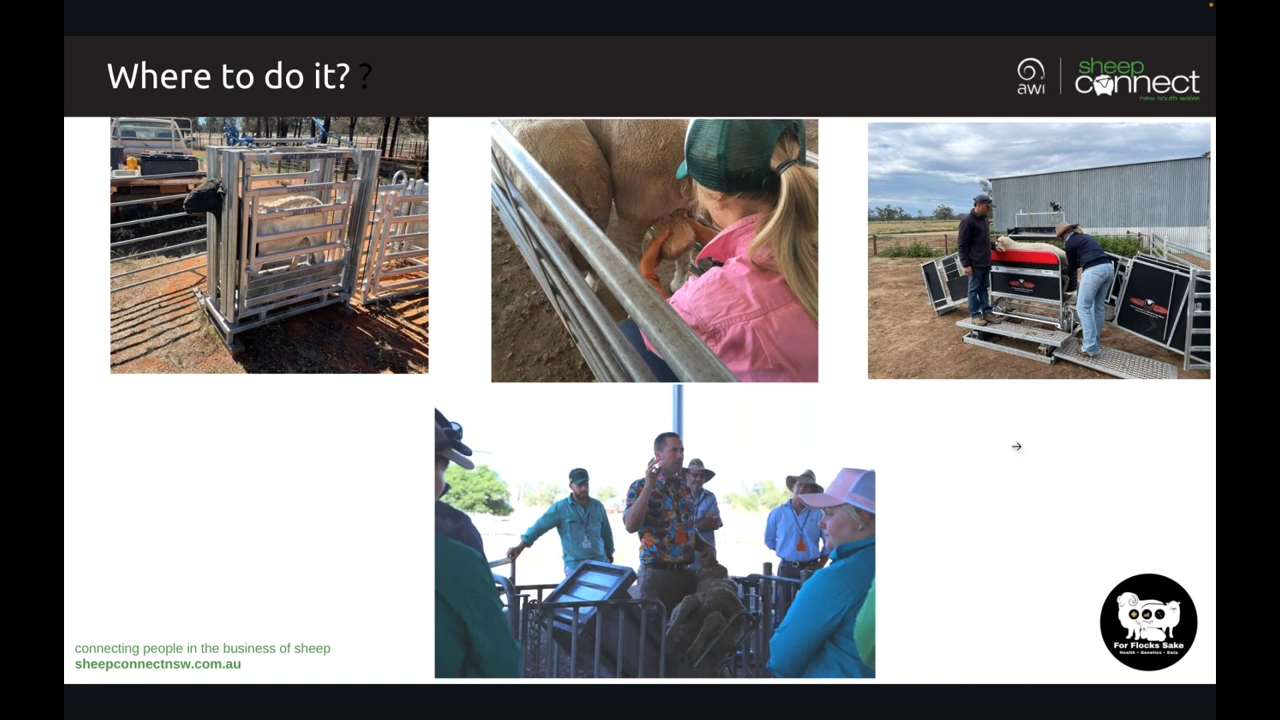 Where to do it? ?
awi
sheep
connect
new south wales
connecting people in the business of sheep
sheepconnectnsw.com.au
For Flocks Sake
Health • Genetics • Data